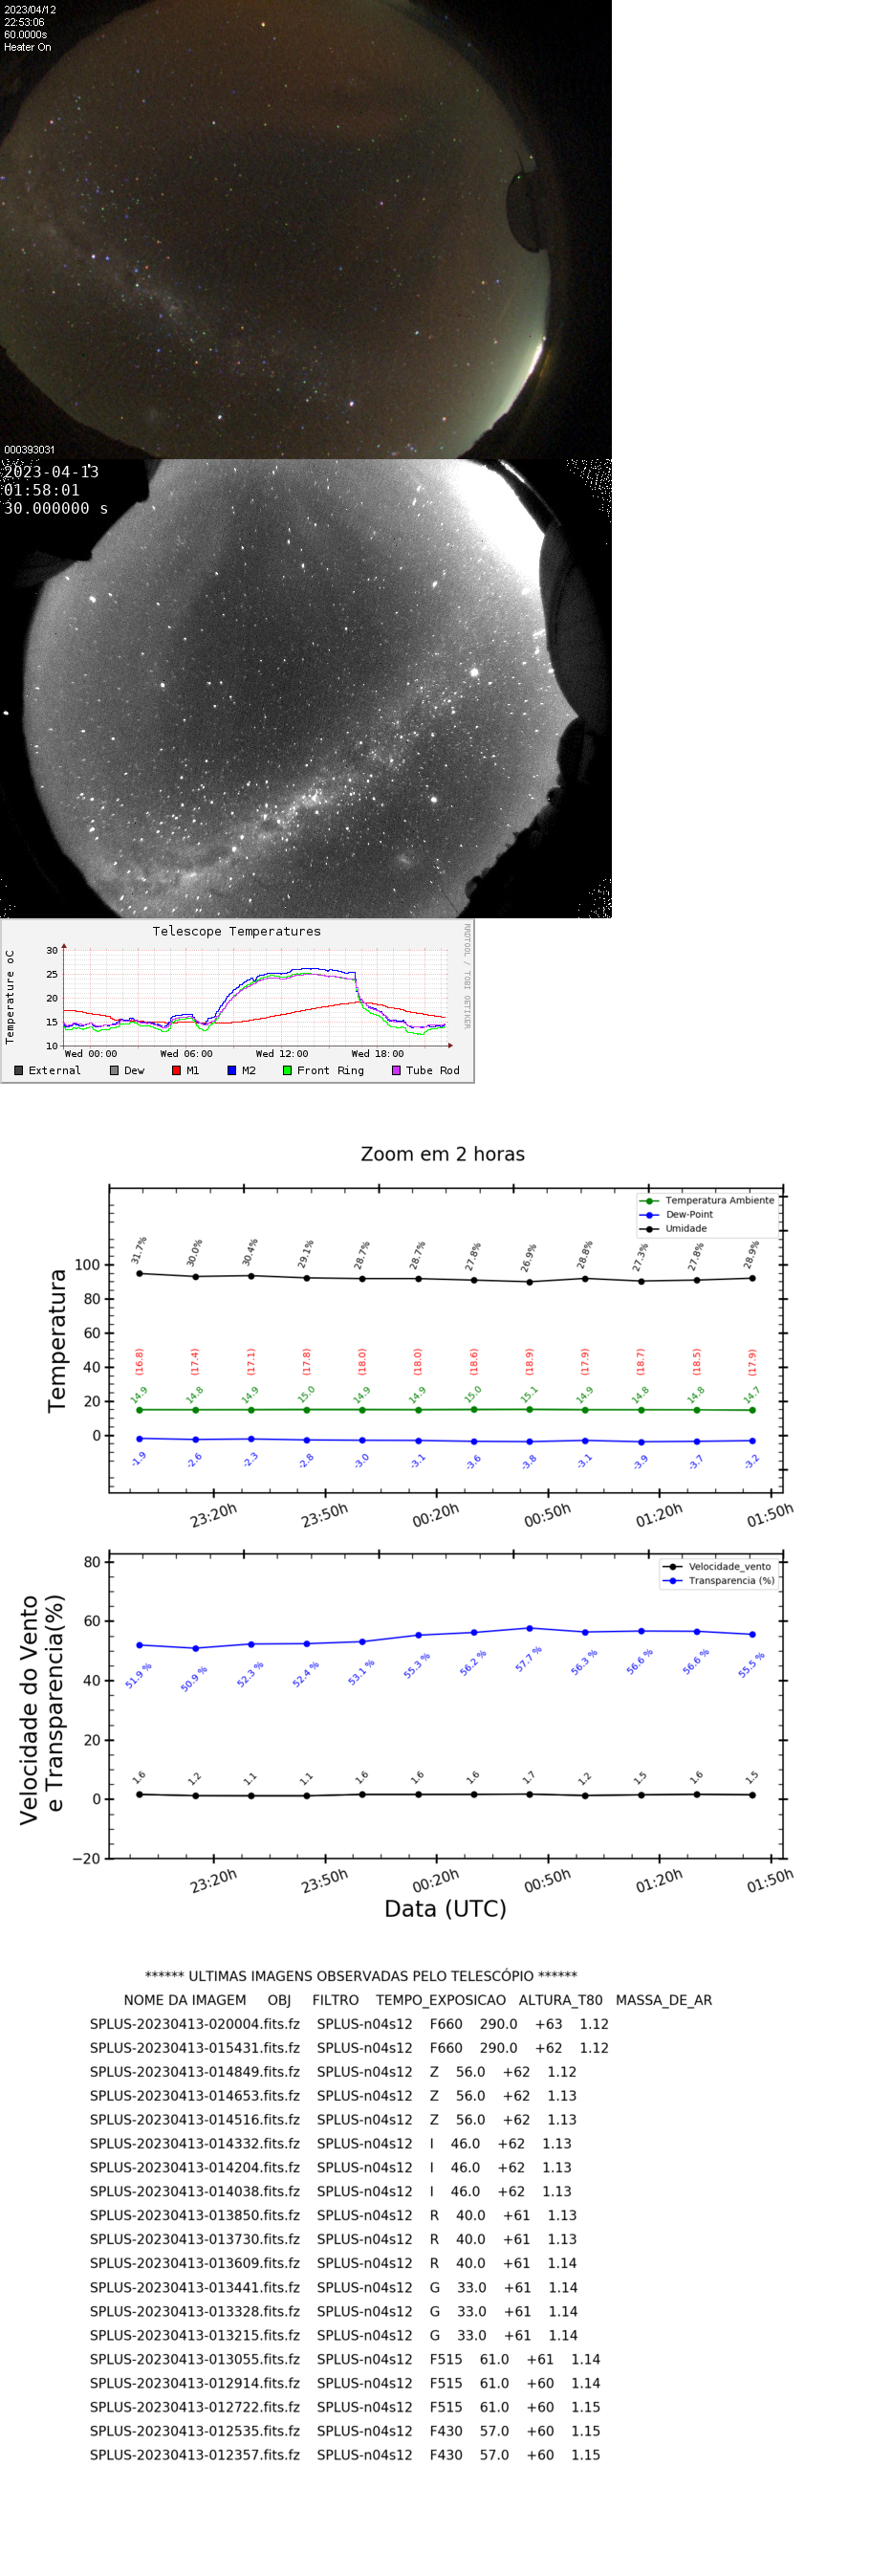 2023/04/12
22:53:06
60.0000s
Heater On
000393031
2023-04-13
01:58:01
30.000000 s
Telescope Temperatures
RRDTOOL / TOBI OETIKER
Temperature oC
30
25
20
15
10
Wed 00:00 Wed 06:00 Wed 12:00 Wed 18:00
External Dew M1 M2 Front Ring Tube Rod
Zoom em 2 horas
Temperatura Ambiente
Dew-Point
Umidade
Temperatura
100
80
60
40
20
0
31.7% 30.0% 30.4% 29.1% 28.7% 28.7% 27.8% 26.9% 28.8% 27.3% 27.8% 28.9%
(16.8) (17.4) (17.1) (17.8) (18.0) (18.0) (18.6) (18.9) (17.9) (18.7) (18.5) (17.9)
14.9 14.8 14.9 15.0 14.9 14.9 15.0 15.1 14.9 14.8 14.8 14.7
-1.9 -2.6 -2.3 -2.8 -3.0 -3.1 -3.6 -3.8 -3.1 -3.9 -3.7 -3.2
23:20h 23:50h 00:20h 00:50h 01:20h 01:50h
Velocidade_vento
Transparencia (%)
Velocidade do Vento
e Transparencia(%)
80
60
40
20
0
−20
51.9 % 50.9 % 52.3 % 52.4 % 53.1 % 55.3 % 56.2 % 57.7 % 56.3 % 56.6 % 56.6 % 55.5 %
1.6 1.2 1.1 1.1 1.6 1.6 1.6 1.7 1.2 1.5 1.6 1.5
23:20h 23:50h 00:20h 00:50h 01:20h 01:50h
Data (UTC)
****** ULTIMAS IMAGENS OBSERVADAS PELO TELESCÓPIO ******
NOME DA IMAGEM OBJ FILTRO TEMPO_EXPOSICAO ALTURA_T80 MASSA_DE_AR
SPLUS-20230413-020004.fits.fz SPLUS-n04s12 F660 290.0 +63 1.12
SPLUS-20230413-015431.fits.fz SPLUS-n04s12 F660 290.0 +62 1.12
SPLUS-20230413-014849.fits.fz SPLUS-n04s12 Z 56.0 +62 1.12
SPLUS-20230413-014653.fits.fz SPLUS-n04s12 Z 56.0 +62 1.13
SPLUS-20230413-014516.fits.fz SPLUS-n04s12 Z 56.0 +62 1.13
SPLUS-20230413-014332.fits.fz SPLUS-n04s12 I 46.0 +62 1.13
SPLUS-20230413-014204.fits.fz SPLUS-n04s12 I 46.0 +62 1.13
SPLUS-20230413-014038.fits.fz SPLUS-n04s12 I 46.0 +62 1.13
SPLUS-20230413-013850.fits.fz SPLUS-n04s12 R 40.0 +61 1.13
SPLUS-20230413-013730.fits.fz SPLUS-n04s12 R 40.0 +61 1.13
SPLUS-20230413-013609.fits.fz SPLUS-n04s12 R 40.0 +61 1.14
SPLUS-20230413-013441.fits.fz SPLUS-n04s12 G 33.0 +61 1.14
SPLUS-20230413-013328.fits.fz SPLUS-n04s12 G 33.0 +61 1.14
SPLUS-20230413-013215.fits.fz SPLUS-n04s12 G 33.0 +61 1.14
SPLUS-20230413-013055.fits.fz SPLUS-n04s12 F515 61.0 +61 1.14
SPLUS-20230413-012914.fits.fz SPLUS-n04s12 F515 61.0 +60 1.14
SPLUS-20230413-012722.fits.fz SPLUS-n04s12 F515 61.0 +60 1.15
SPLUS-20230413-012535.fits.fz SPLUS-n04s12 F430 57.0 +60 1.15
SPLUS-20230413-012357.fits.fz SPLUS-n04s12 F430 57.0 +60 1.15